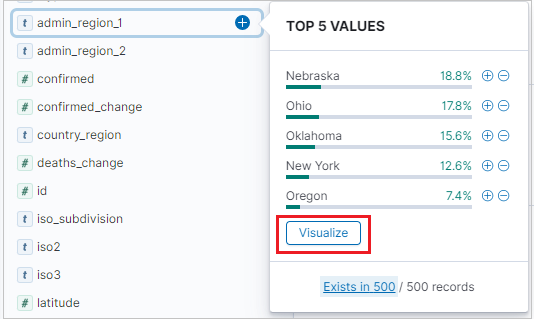 t admin_region_1
t admin_region_2
# confirmed
# confirmed_change
t country_region
# deaths_change
# id
t iso_subdivision
t iso2
t iso3
# latitude
TOP 5 VALUES
Nebraska 18.8%
Ohio 17.8%
Oklahoma 15.6%
New York 12.6%
Oregon 7.4%
Visualize
Exists in 500 / 500 records